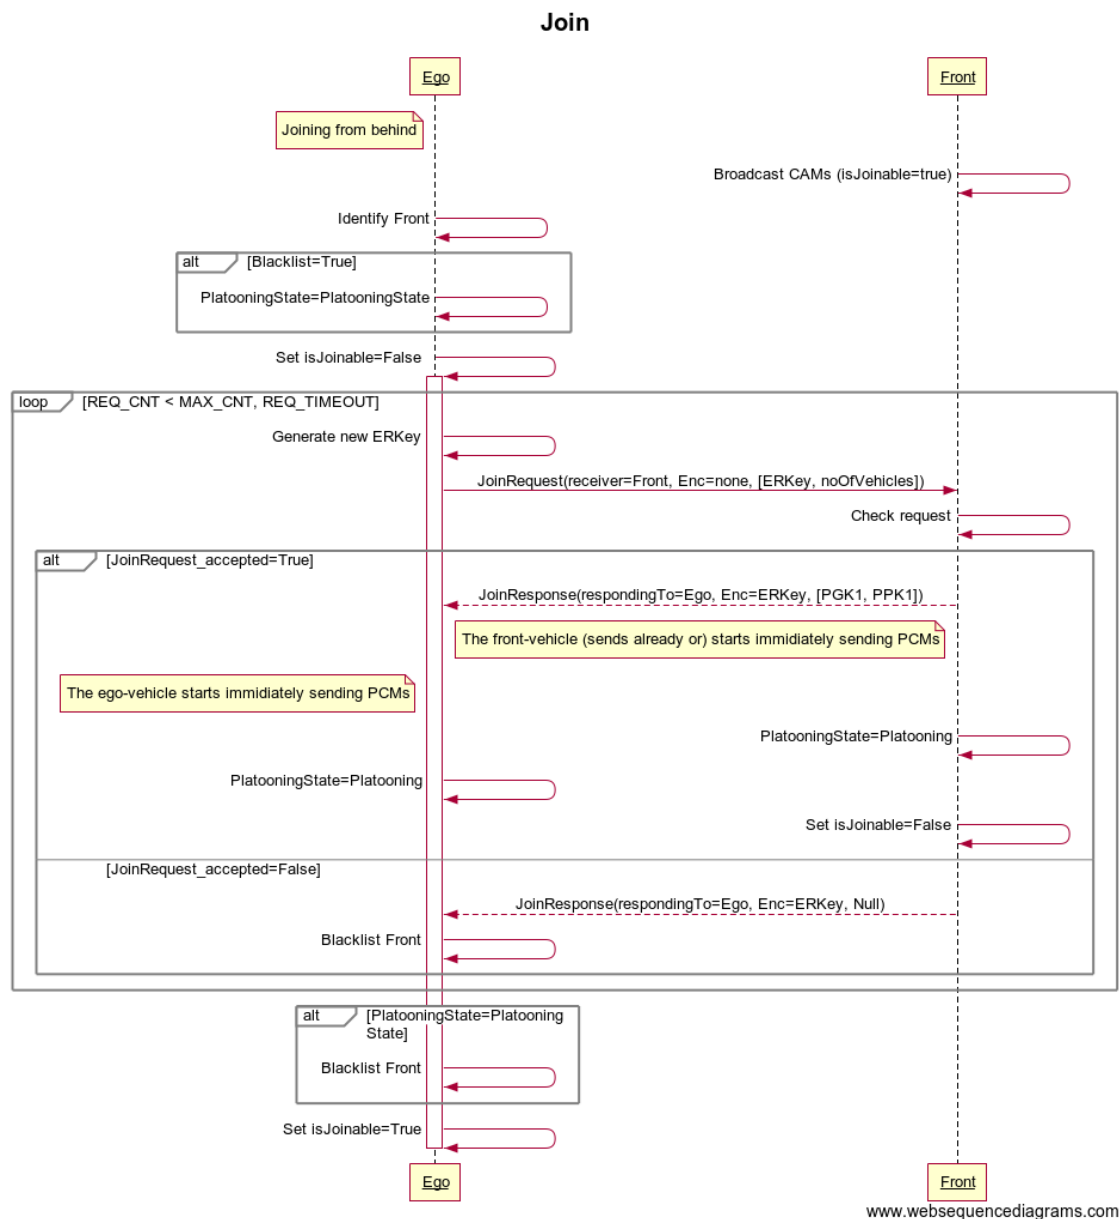 Join
Ego
Front
Joining from behind
Broadcast CAMs (isJoinable=true)
Identify Front
alt
[Blacklist=True]
PlatooningState=PlatooningState
Set isJoinable=False
loop
[REQ_CNT < MAX_CNT, REQ_TIMEOUT]
Generate new ERKey
JoinRequest(receiver=Front, Enc=none, [ERKey, noOfVehicles])
Check request
alt
[JoinRequest_accepted=True]
JoinResponse(respondingTo=Ego, Enc=ERKey, [PGK1, PPK1])
The front-vehicle (sends already or) starts immidiately sending PCMs
The ego-vehicle starts immidiately sending PCMs
PlatooningState=Platooning
PlatooningState=Platooning
Set isJoinable=False
[JoinRequest_accepted=False]
JoinResponse(respondingTo=Ego, Enc=ERKey, Null)
Blacklist Front
alt
[PlatooningState=Platooning
State]
Blacklist Front
Set isJoinable=True
Ego
Front
www.websequencediagrams.com